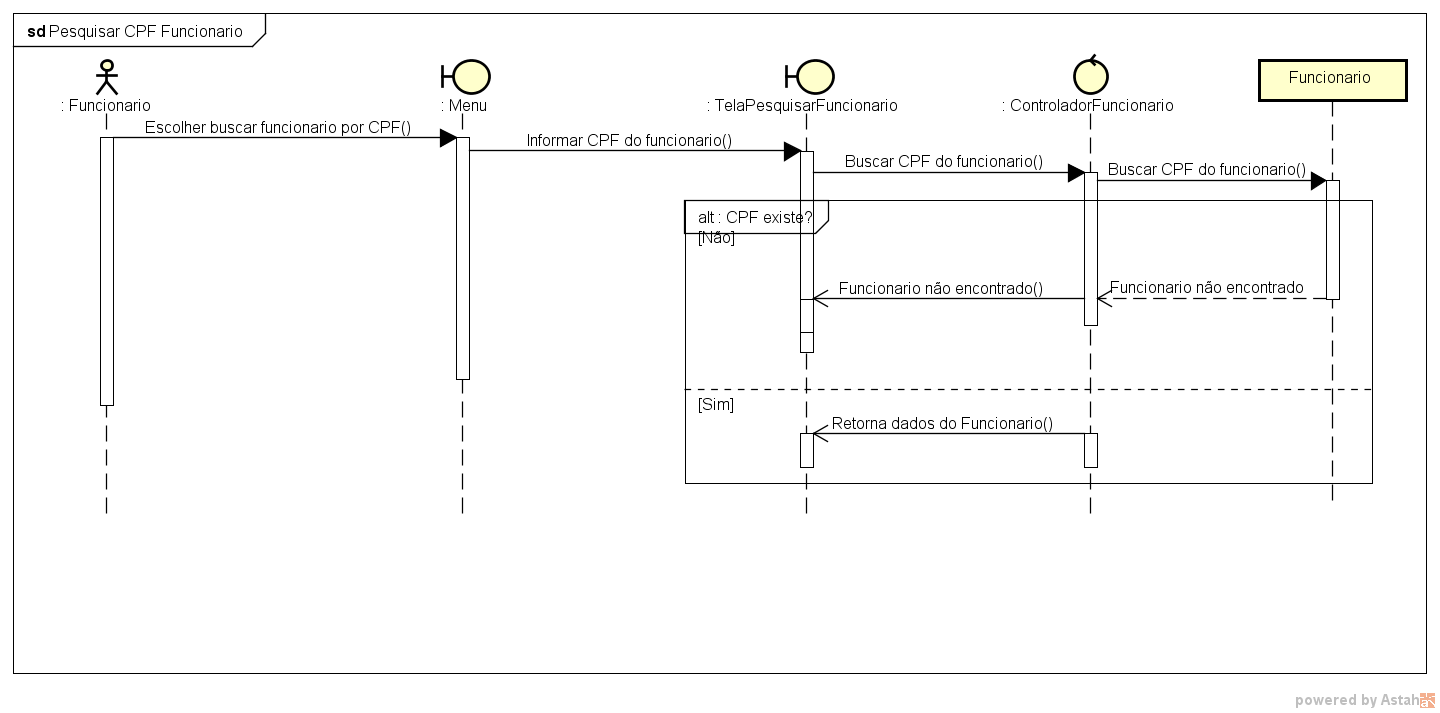 sd Pesquisar CPF Funcionario
: Funcionario
: Menu
: TelaPesquisarFuncionario
: ControladorFuncionario
Funcionario
Escolher buscar funcionario por CPF()
Informar CPF do funcionario()
Buscar CPF do funcionario()
Buscar CPF do funcionario()
alt : CPF existe?
[Não]
Funcionario não encontrado()
Funcionario não encontrado
[Sim]
Retorna dados do Funcionario()
powered by Astah